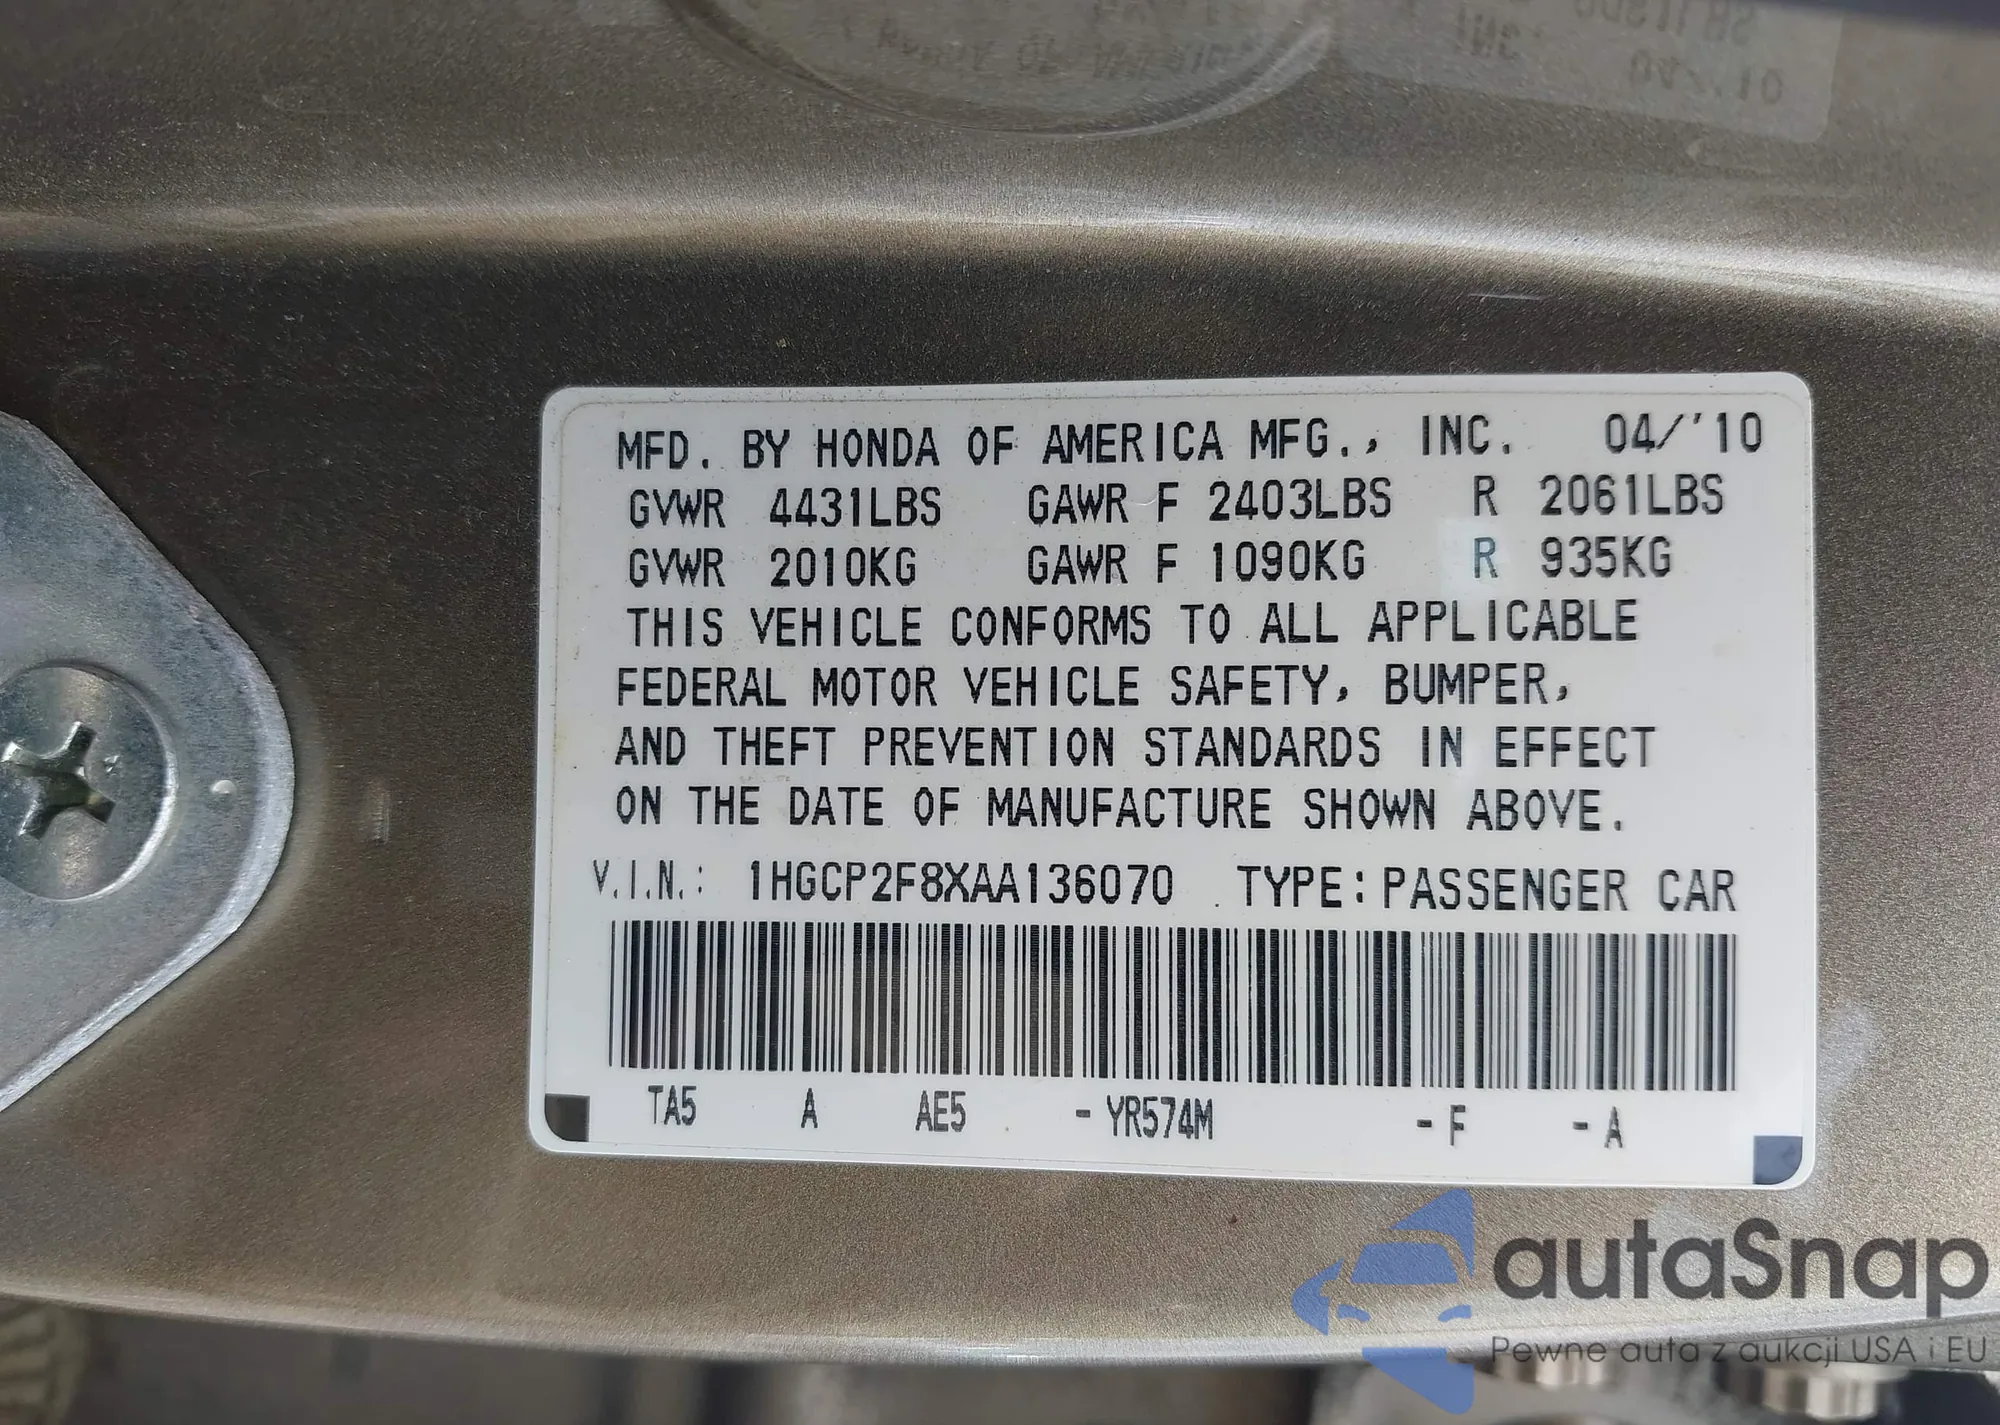 MFD. BY HONDA OF AMERICA MFG., INC. 04/'10
GVWR 4431LBS GAWR F 2403LBS R 2061LBS
GVWR 2010KG GAWR F 1090KG R 935KG
THIS VEHICLE CONFORMS TO ALL APPLICABLE
FEDERAL MOTOR VEHICLE SAFETY, BUMPER,
AND THEFT PREVENTION STANDARDS IN EFFECT
ON THE DATE OF MANUFACTURE SHOWN ABOVE.
V.I.N.: 1HGCP2F8XAA136070 TYPE: PASSENGER CAR
TA5 A AE5 - YR574M - F - A
autoSnap
Pewne auta z aukcji USA i EU